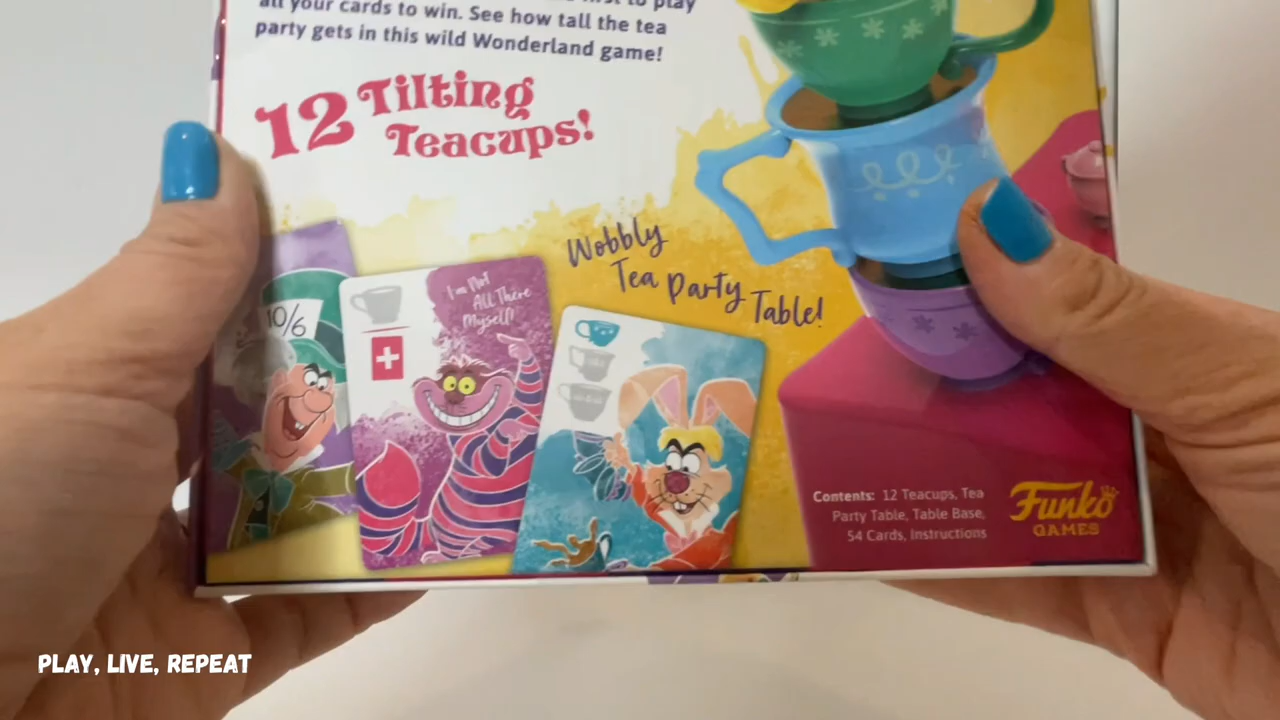 to play
all your cards to win. See how tall the tea
party gets in this wild Wonderland game!
12 Tilting
Teacups!
Wobbly
Tea Party
Table!
10/6
I'm Not
All There
Myself!
Contents: 12 Teacups, Tea
Party Table, Table Base,
54 Cards, Instructions
Funko
GAMES
PLAY, LIVE, REPEAT